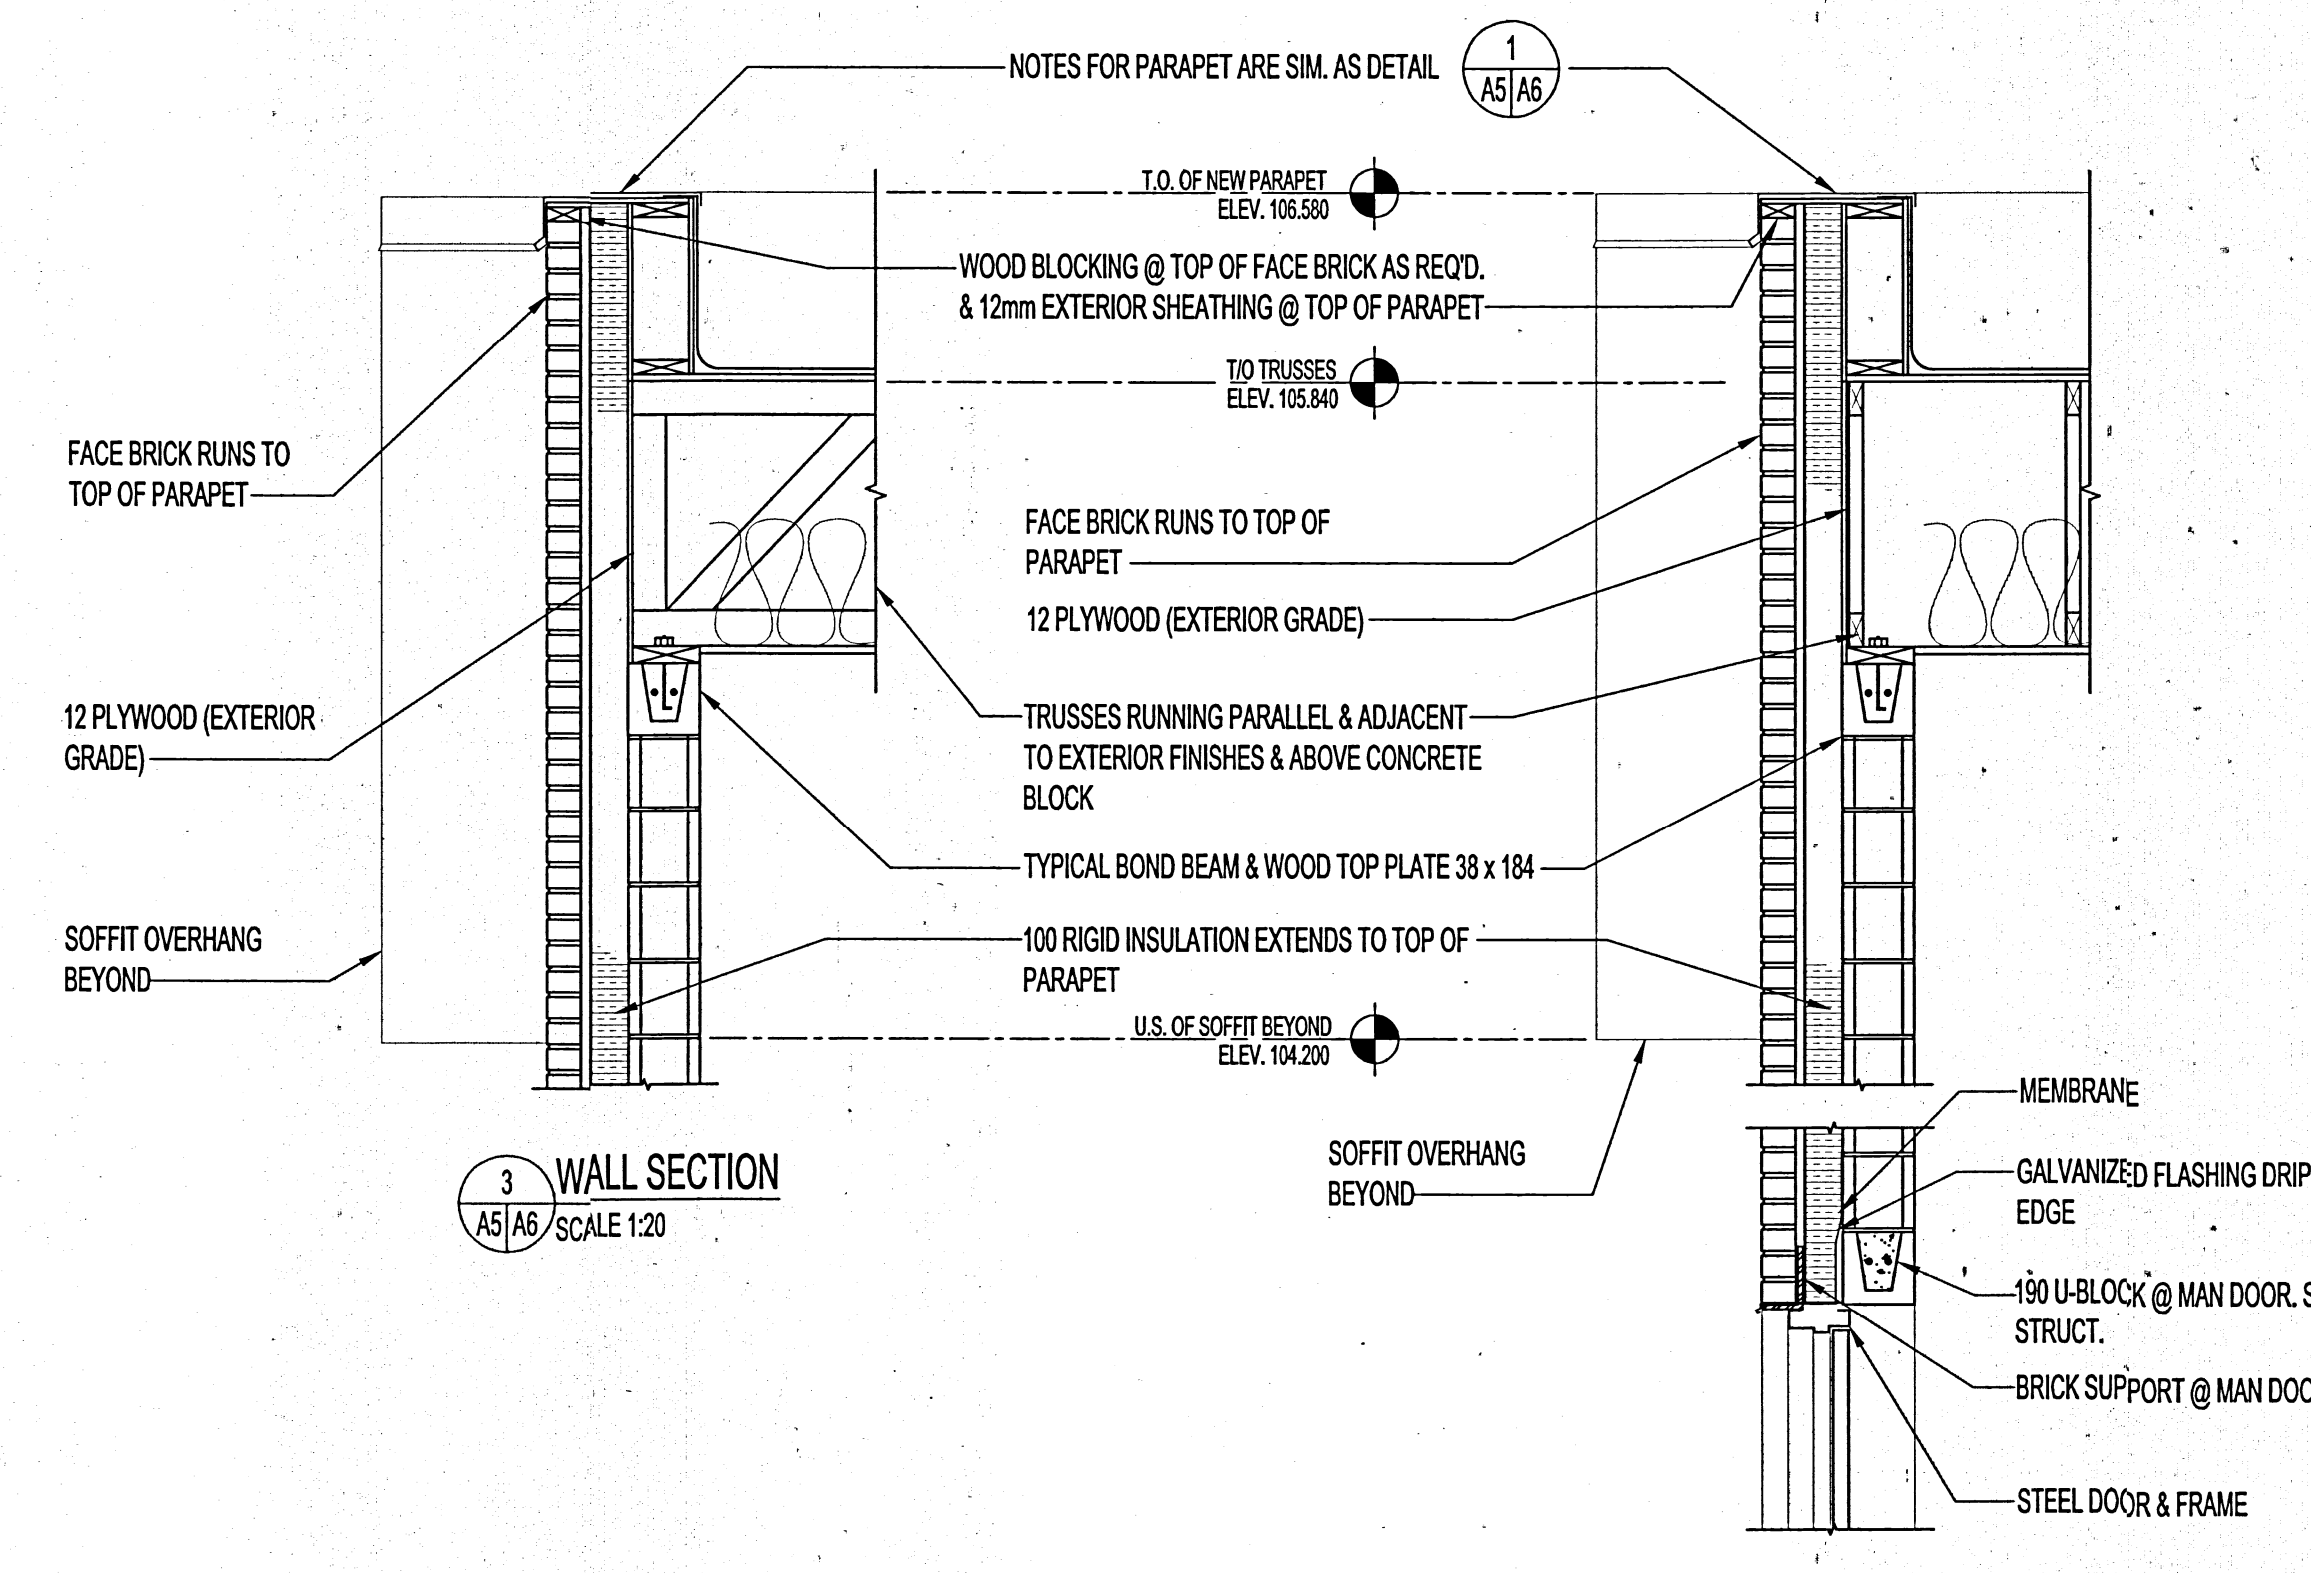 NOTES FOR PARAPET ARE SIM. AS DETAIL
1
A5 A6
T.O. OF NEW PARAPET
ELEV. 106.580
WOOD BLOCKING @ TOP OF FACE BRICK AS REQ'D.
& 12mm EXTERIOR SHEATHING @ TOP OF PARAPET
T/O TRUSSES
ELEV. 105.840
FACE BRICK RUNS TO
TOP OF PARAPET
FACE BRICK RUNS TO TOP OF
PARAPET
12 PLYWOOD (EXTERIOR GRADE)
12 PLYWOOD (EXTERIOR
GRADE)
TRUSSES RUNNING PARALLEL & ADJACENT
TO EXTERIOR FINISHES & ABOVE CONCRETE
BLOCK
TYPICAL BOND BEAM & WOOD TOP PLATE 38 x 184
SOFFIT OVERHANG
BEYOND
100 RIGID INSULATION EXTENDS TO TOP OF
PARAPET
U.S. OF SOFFIT BEYOND
ELEV. 104.200
MEMBRANE
SOFFIT OVERHANG
BEYOND
GALVANIZED FLASHING DRIP
EDGE
3
A5 A6
WALL SECTION
SCALE 1:20
190 U-BLOCK @ MAN DOOR. S
STRUCT.
BRICK SUPPORT @ MAN DOO
STEEL DOOR & FRAME